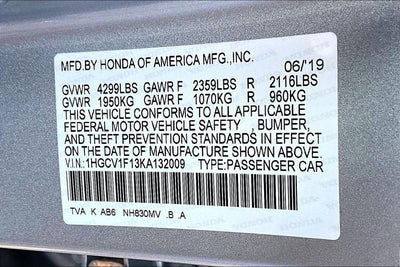 MFD.BY HONDA OF AMERICA MFG.,INC. 06/'19
GVWR 4299LBS GAWR F 2359LBS R 2116LBS
GVWR 1950KG GAWR F 1070KG R 960KG
THIS VEHICLE CONFORMS TO ALL APPLICABLE
FEDERAL MOTOR VEHICLE SAFETY , BUMPER,
AND THEFT PREVENTION STANDARDS IN EFFECT
ON THE DATE OF MANUFACTURE SHOWN ABOVE.
V.I.N.:1HGCV1F13KA132009 TYPE:PASSENGER CAR
TVA K AB6 NH830MV .B .A